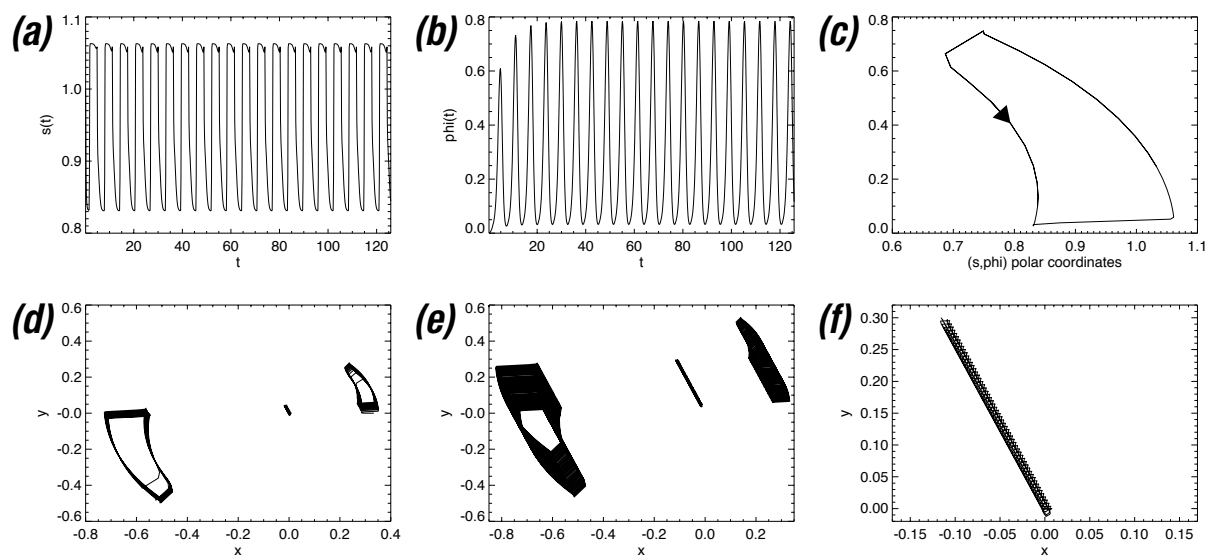 (a)
1.1
1.0
0.9
0.8
s(t)
20 40 60 80 100 120
t
(b)
0.8
0.6
0.4
0.2
0.0
phi(t)
20 40 60 80 100 120
t
(c)
0.8
0.6
0.4
0.2
0.0
0.6 0.7 0.8 0.9 1.0 1.1
(s,phi) polar coordinates
(d)
0.6
0.4
0.2
-0.0
-0.2
-0.4
-0.6
y
-0.8 -0.6 -0.4 -0.2 -0.0 0.2 0.4
x
(e)
0.6
0.4
0.2
-0.0
-0.2
-0.4
-0.6
y
-0.8 -0.6 -0.4 -0.2 -0.0 0.2
x
(f)
0.30
0.25
0.20
0.15
0.10
0.05
0.00
y
-0.15 -0.10 -0.05 -0.00 0.05 0.10 0.15
x